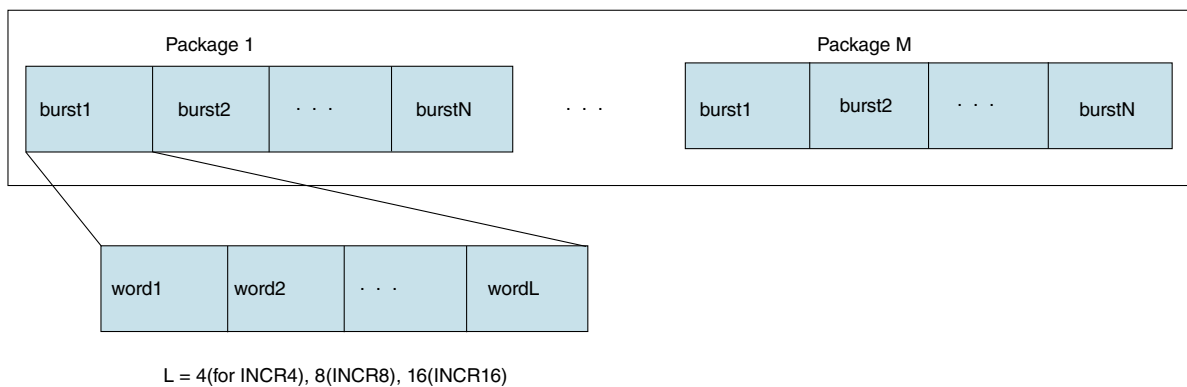 Package 1
Package M
burst1 burst2 . . . burstN . . . burst1 burst2 . . . burstN
word1 word2 . . . wordL
L = 4(for INCR4), 8(INCR8), 16(INCR16)